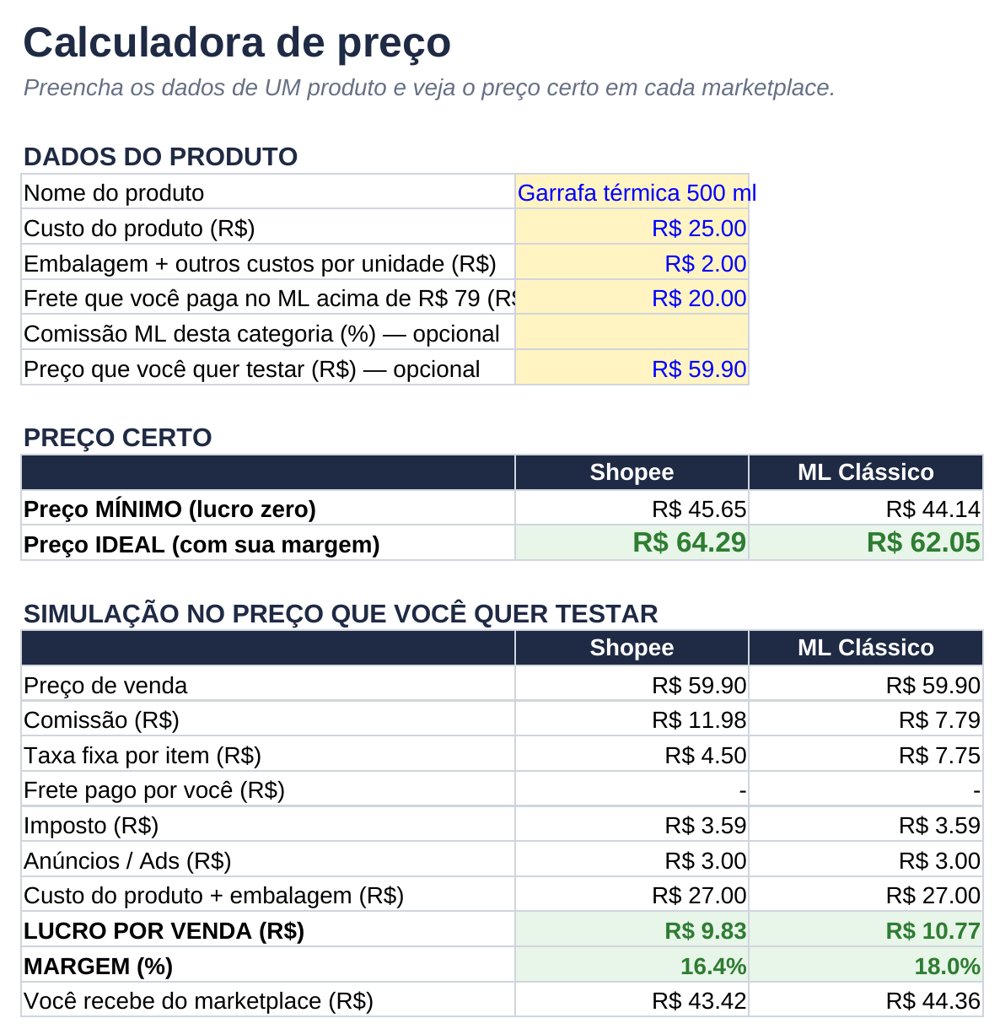 Calculadora de preço
Preencha os dados de UM produto e veja o preço certo em cada marketplace.
DADOS DO PRODUTO
Nome do produto Garrafa térmica 500 ml
Custo do produto (R$) R$ 25.00
Embalagem + outros custos por unidade (R$) R$ 2.00
Frete que você paga no ML acima de R$ 79 (R$ R$ 20.00
Comissão ML desta categoria (%) — opcional
Preço que você quer testar (R$) — opcional R$ 59.90
PREÇO CERTO
Shopee ML Clássico
Preço MÍNIMO (lucro zero) R$ 45.65 R$ 44.14
Preço IDEAL (com sua margem) R$ 64.29 R$ 62.05
SIMULAÇÃO NO PREÇO QUE VOCÊ QUER TESTAR
Shopee ML Clássico
Preço de venda R$ 59.90 R$ 59.90
Comissão (R$) R$ 11.98 R$ 7.79
Taxa fixa por item (R$) R$ 4.50 R$ 7.75
Frete pago por você (R$) - -
Imposto (R$) R$ 3.59 R$ 3.59
Anúncios / Ads (R$) R$ 3.00 R$ 3.00
Custo do produto + embalagem (R$) R$ 27.00 R$ 27.00
LUCRO POR VENDA (R$) R$ 9.83 R$ 10.77
MARGEM (%) 16.4% 18.0%
Você recebe do marketplace (R$) R$ 43.42 R$ 44.36